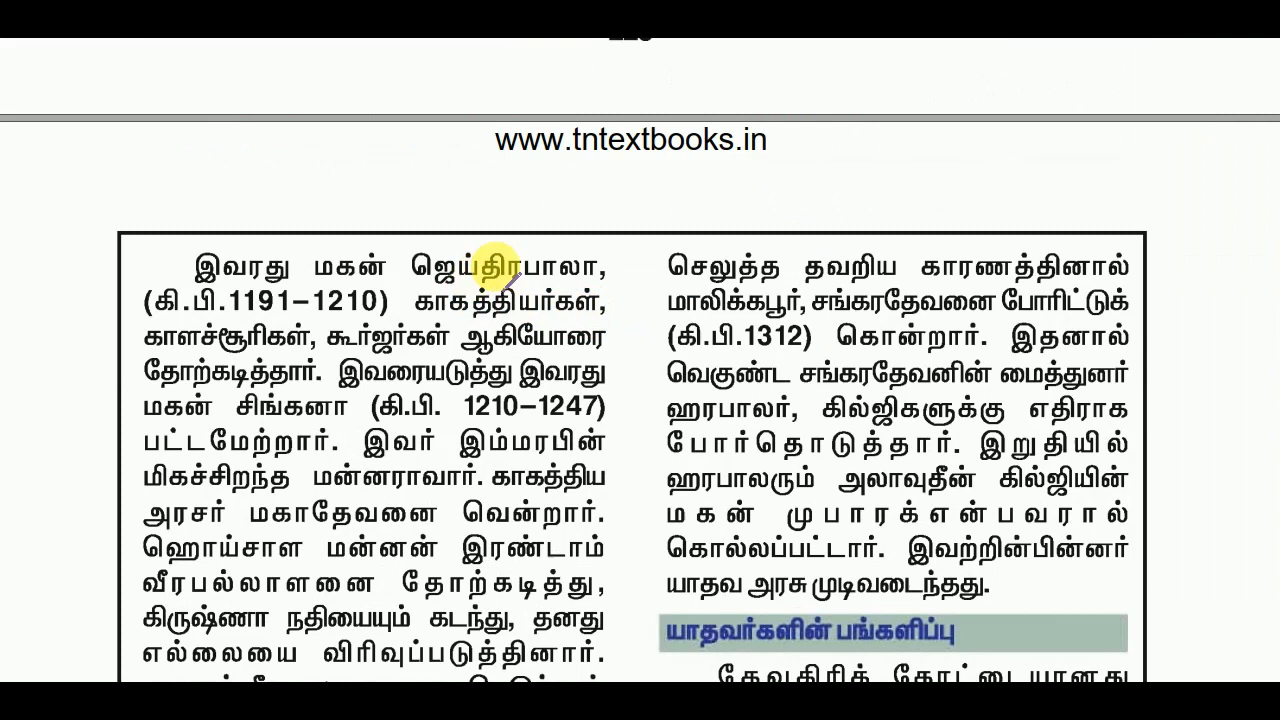 www.tntextbooks.in
இவரது மகன் ஜெய்திரபாலா,
(கி.பி.1191–1210) காகத்தியர்கள்,
காளச்சூரிகள், கூர்ஜர்கள் ஆகியோரை
தோற்கடித்தார். இவரையடுத்து இவரது
மகன் சிங்கனா (கி.பி. 1210–1247)
பட்டமேற்றார். இவர் இம்மரபின்
மிகச்சிறந்த மன்னராவார். காகத்திய
அரசர் மகாதேவனை வென்றார்.
ஹொய்சாள மன்னன் இரண்டாம்
வீரபல்லாளனை தோற்கடித்து,
கிருஷ்ணா நதியையும் கடந்து, தனது
எல்லையை விரிவுப்படுத்தினார்.
செலுத்த தவறிய காரணத்தினால்
மாலிக்கபூர், சங்கரதேவனை போரிட்டுக்
(கி.பி.1312) கொன்றார். இதனால்
வெகுண்ட சங்கரதேவனின் மைத்துனர்
ஹரபாலர், கில்ஜிகளுக்கு எதிராக
போர்தொடுத்தார். இறுதியில்
ஹரபாலரும் அலாவுதீன் கில்ஜியின்
மகன் முபாரக்என்பவரால்
கொல்லப்பட்டார். இவற்றின்பின்னர்
யாதவ அரசு முடிவடைந்தது.
யாதவர்களின் பங்களிப்பு
தேவகிரிக் கோட்டையானது